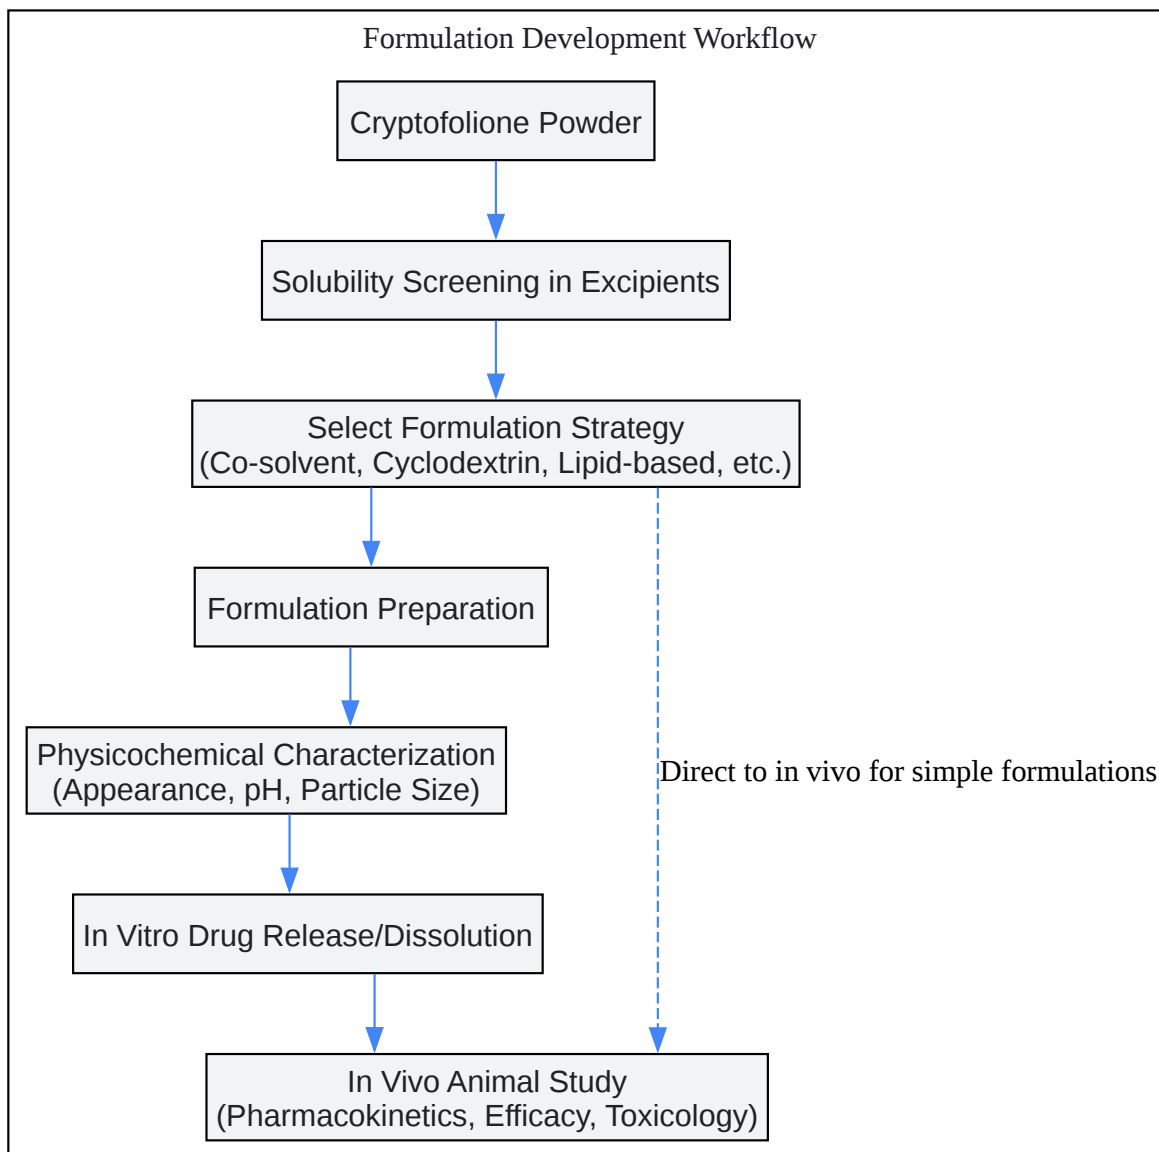 Formulation Development Workflow
Cryptofolione Powder
Solubility Screening in Excipients
Select Formulation Strategy
(Co-solvent, Cyclodextrin, Lipid-based, etc.)
Formulation Preparation
Physicochemical Characterization
(Appearance, pH, Particle Size)
Direct to in vivo for simple formulations
In Vitro Drug Release/Dissolution
In Vivo Animal Study
(Pharmacokinetics, Efficacy, Toxicology)